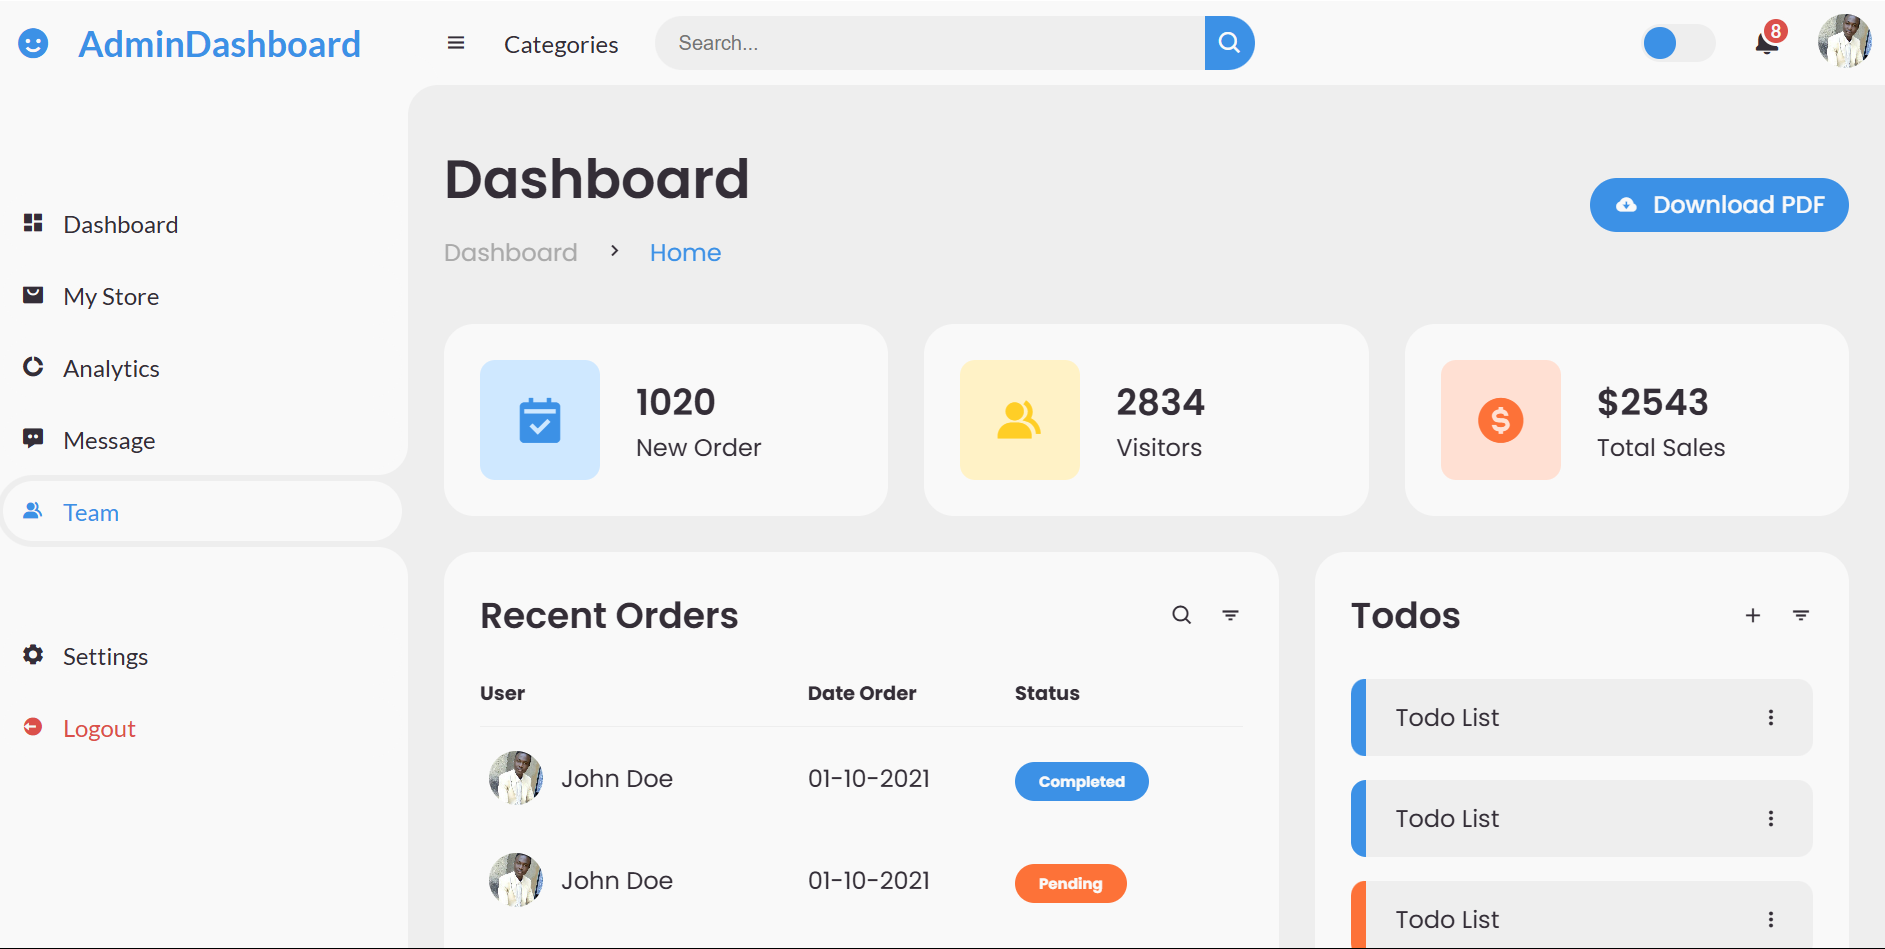 AdminDashboard
Categories
Search...
8
Dashboard
My Store
Analytics
Message
Team
Settings
Logout
Dashboard
Dashboard > Home
Download PDF
1020
New Order
2834
Visitors
$2543
Total Sales
Recent Orders
User Date Order Status
John Doe 01-10-2021 Completed
John Doe 01-10-2021 Pending
Todos
Todo List
Todo List
Todo List